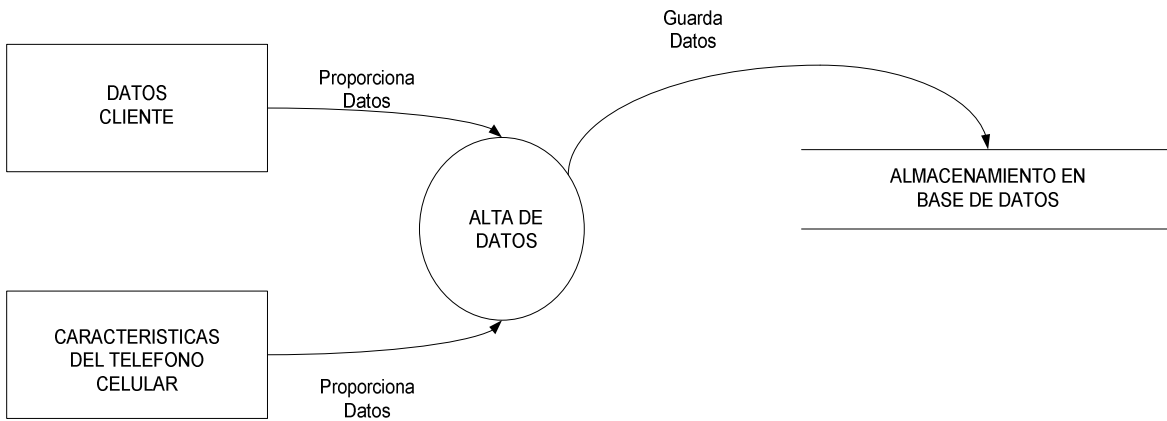 Guarda
Datos
DATOS
CLIENTE
Proporciona
Datos
ALMACENAMIENTO EN
BASE DE DATOS
ALTA DE
DATOS
CARACTERISTICAS
DEL TELEFONO
CELULAR
Proporciona
Datos